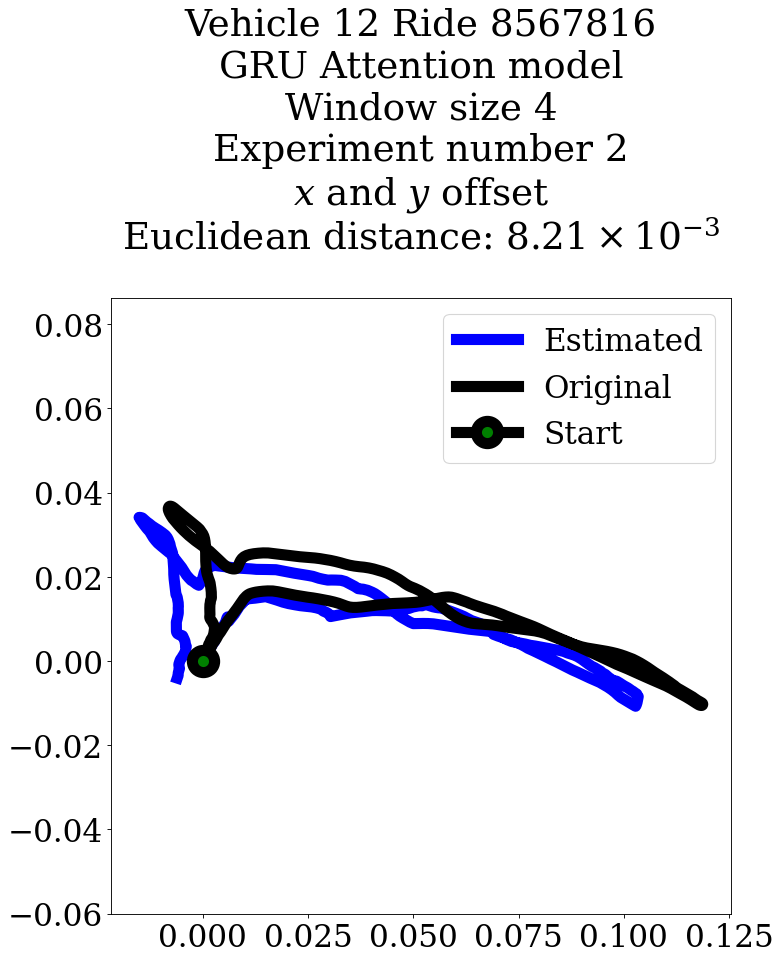 Vehicle 12 Ride 8567816
GRU Attention model
Window size 4
Experiment number 2
x and y offset
Euclidean distance: 8.21 × 10⁻³
Estimated
Original
Start
0.08
0.06
0.04
0.02
0.00
−0.02
−0.04
−0.06
0.000 0.025 0.050 0.075 0.100 0.125